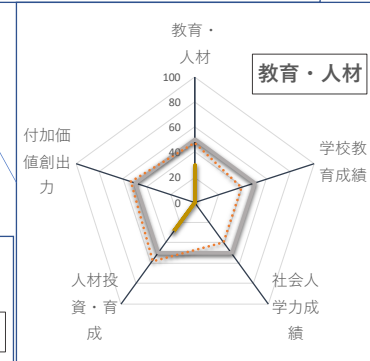 教育・
人材
教育・人材
100
80
60
40
20
0
付加価
値創出
力
学校教
育成績
人材投
資・育
成
社会人
学力成
績